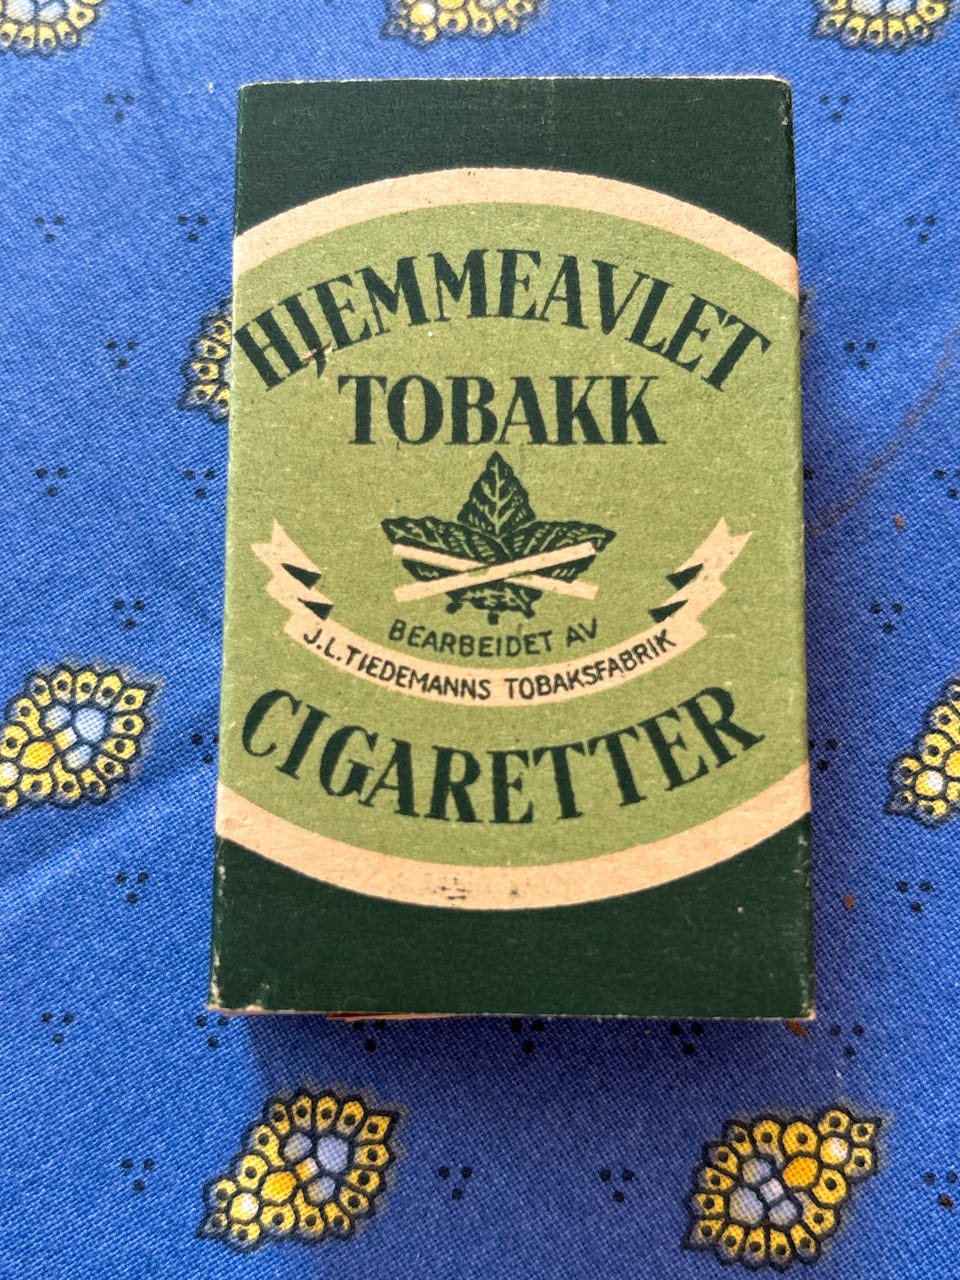 HJEMMEAVLET
TOBAKK
BEARBEIDET AV
J.L.TIEDEMANNS TOBAKSFABRIK
CIGARETTER